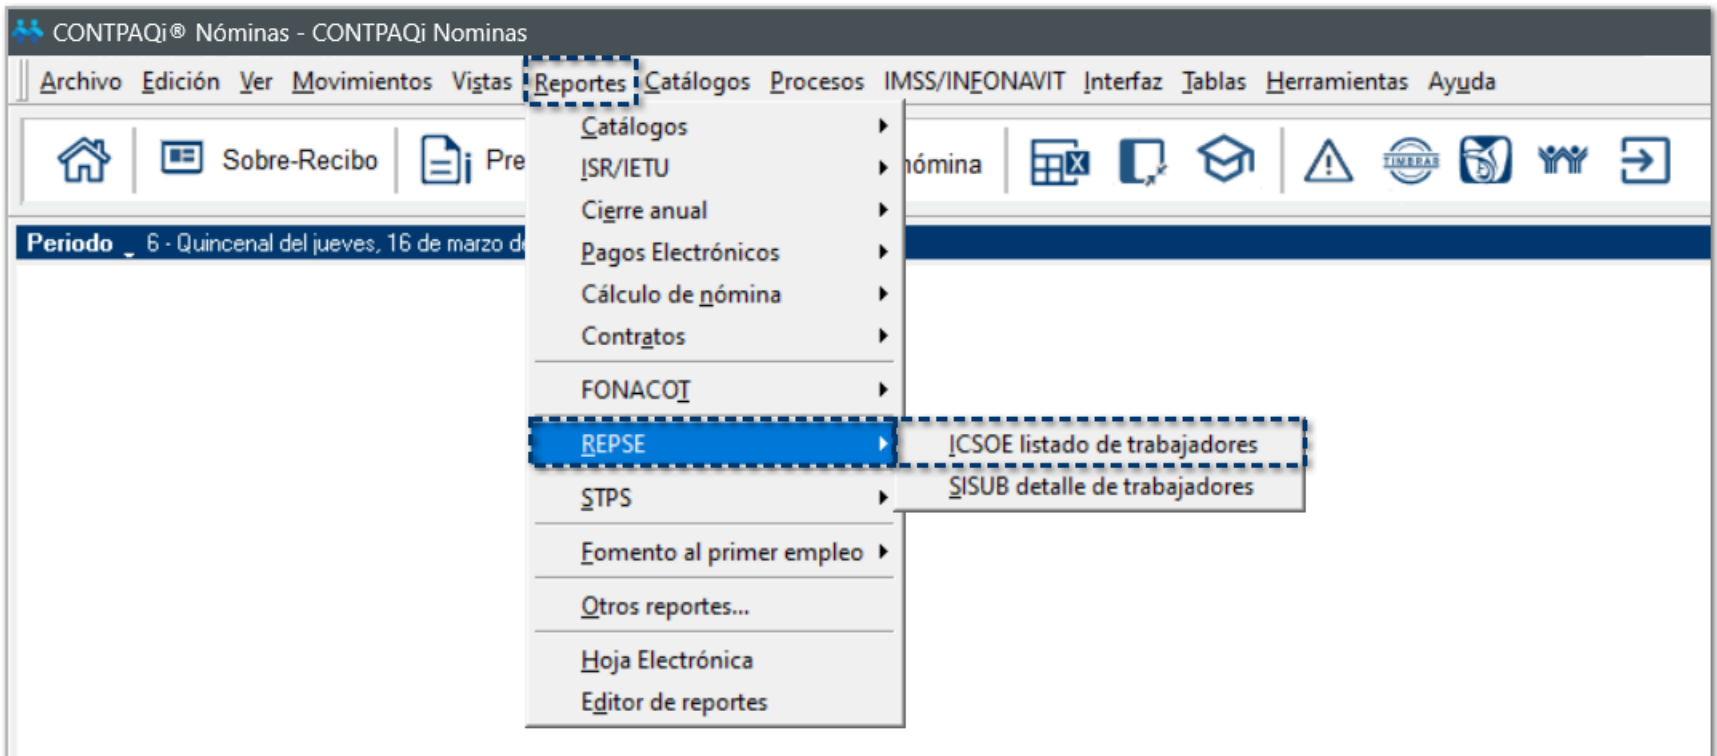 CONTPAQi® Nóminas - CONTPAQi Nominas
Archivo Edición Ver Movimientos Vistas Reportes Catálogos Procesos IMSS/INFONAVIT Interfaz Tablas Herramientas Ayuda
Sobre-Recibo Pre nómina
TIMBRAR
Periodo 6 - Quincenal del jueves, 16 de marzo de
Catálogos
ISR/IETU
Cierre anual
Pagos Electrónicos
Cálculo de nómina
Contratos
FONACOT
REPSE
ICSOE listado de trabajadores
SISUB detalle de trabajadores
STPS
Fomento al primer empleo
Otros reportes...
Hoja Electrónica
Editor de reportes